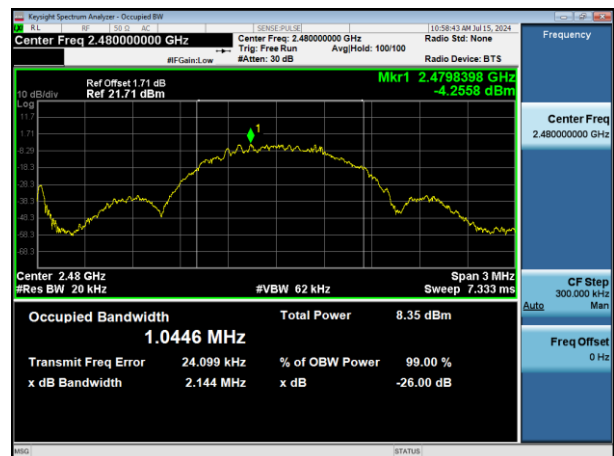 Keysight Spectrum Analyzer - Occupied BW
RL RF 50 Ω AC SENSE:PULSE 10:58:43 AM Jul 15, 2024
Center Freq 2.480000000 GHz Center Freq: 2.480000000 GHz Radio Std: None Frequency
Trig: Free Run Avg|Hold: 100/100
#IFGain:Low #Atten: 30 dB Radio Device: BTS
Ref Offset 1.71 dB Mkr1 2.4798398 GHz
10 dB/div Ref 21.71 dBm -4.2558 dBm
Log
11.7
1.71
-8.29
-18.3
-28.3
-38.3
-48.3
-58.3
-68.3
1
Center Freq
2.480000000 GHz
Center 2.48 GHz Span 3 MHz
#Res BW 20 kHz #VBW 62 kHz Sweep 7.333 ms
CF Step
300.000 kHz
Auto Man
Occupied Bandwidth Total Power 8.35 dBm
1.0446 MHz
Freq Offset
0 Hz
Transmit Freq Error 24.099 kHz % of OBW Power 99.00 %
x dB Bandwidth 2.144 MHz x dB -26.00 dB
MSG STATUS